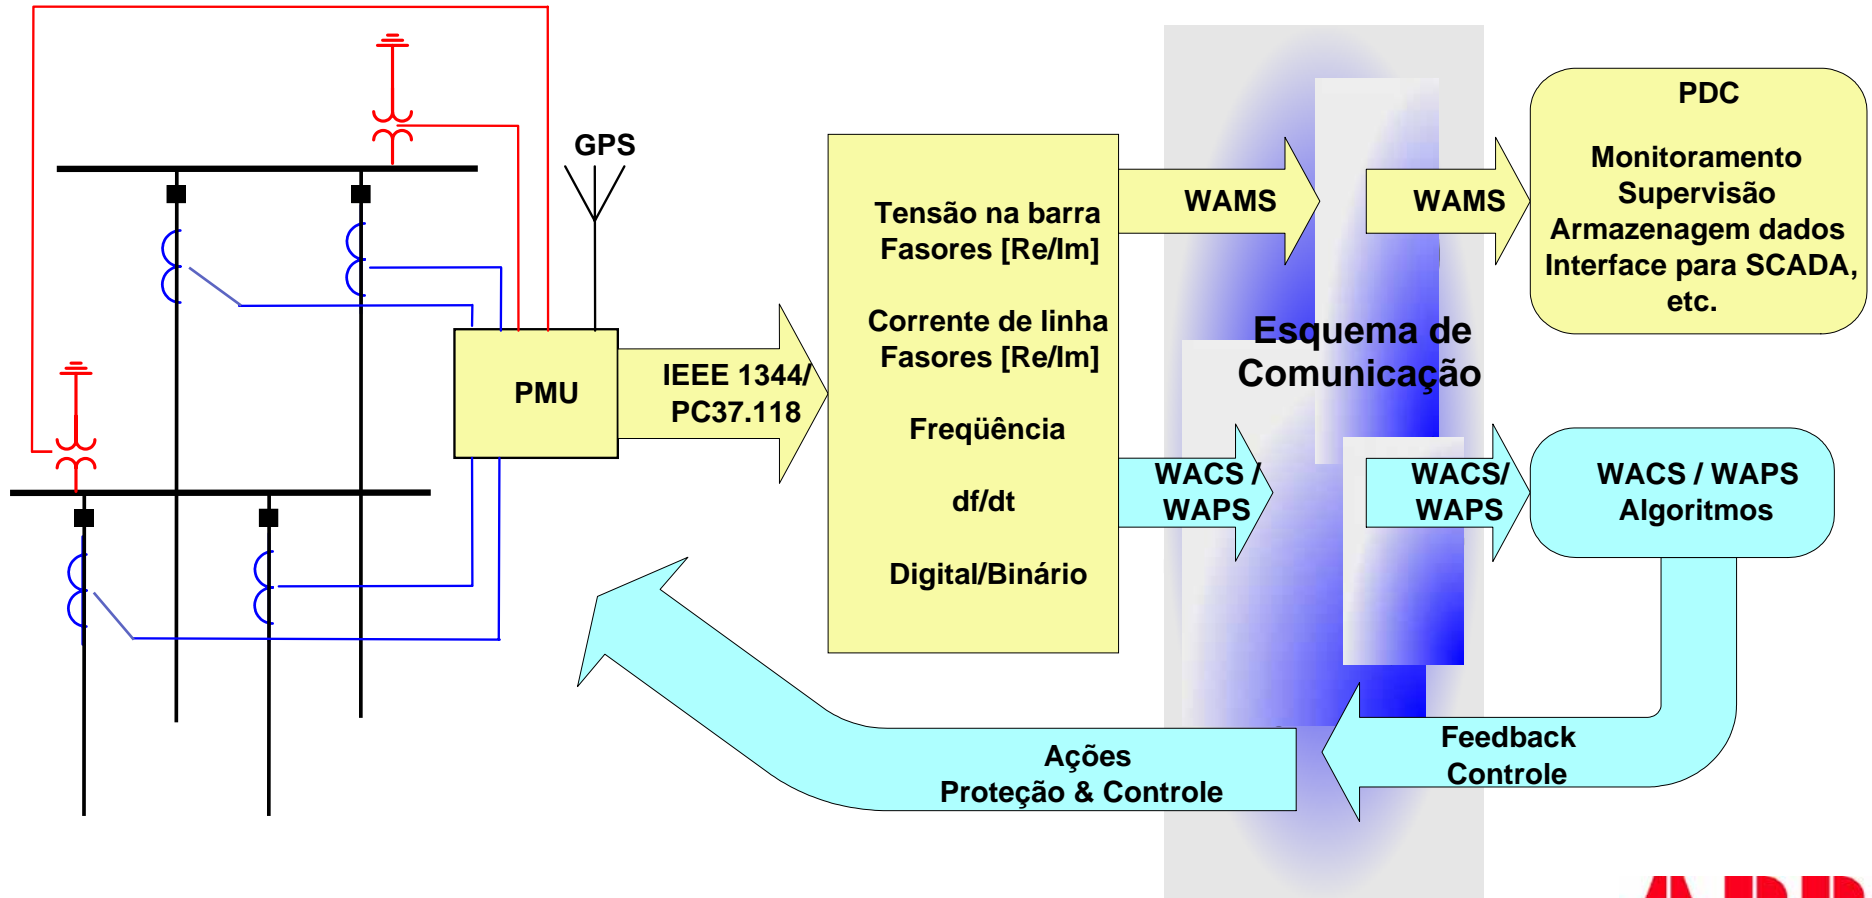 GPS
PMU
IEEE 1344/
PC37.118
Tensão na barra
Fasores [Re/Im]
Corrente de linha
Fasores [Re/Im]
Freqüência
df/dt
Digital/Binário
WAMS
WAMS
PDC
Monitoramento
Supervisão
Armazenagem dados
Interface para SCADA,
etc.
Esquema de
Comunicação
WACS /
WAPS
WACS/
WAPS
WACS / WAPS
Algoritmos
Feedback
Controle
Ações
Proteção & Controle